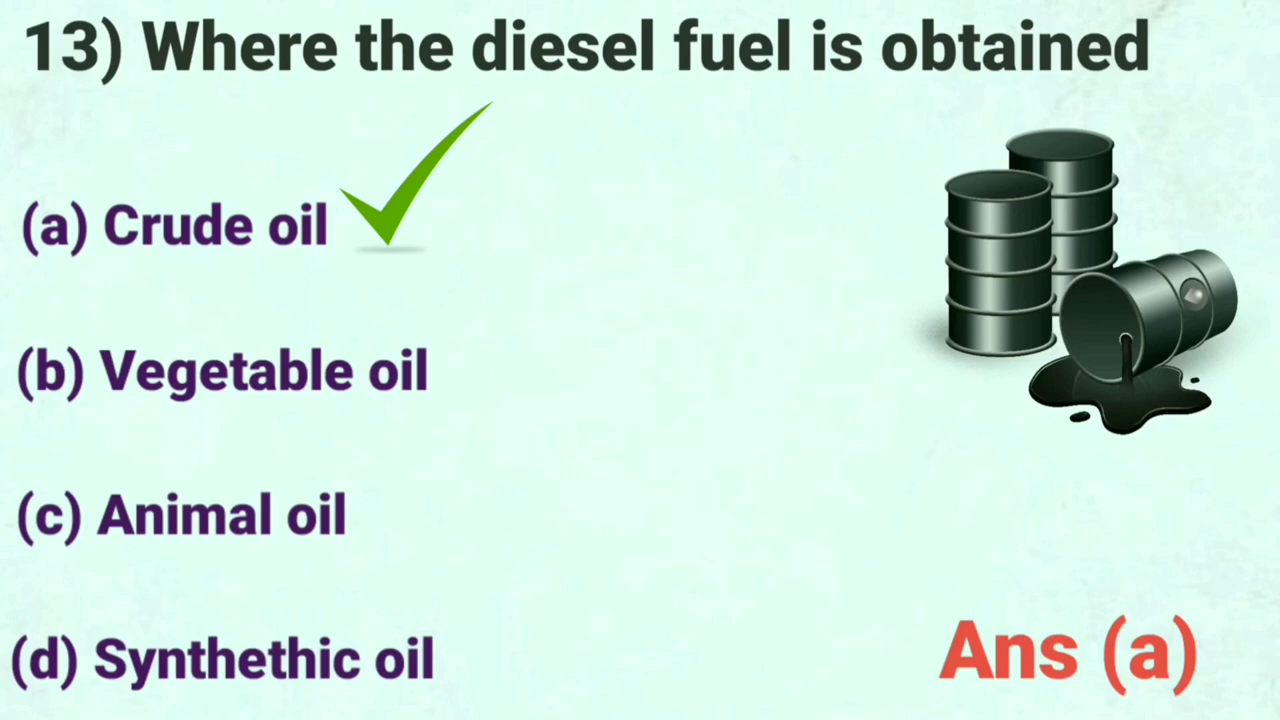 13) Where the diesel fuel is obtained
(a) Crude oil
(b) Vegetable oil
(c) Animal oil
(d) Synthethic oil
Ans (a)